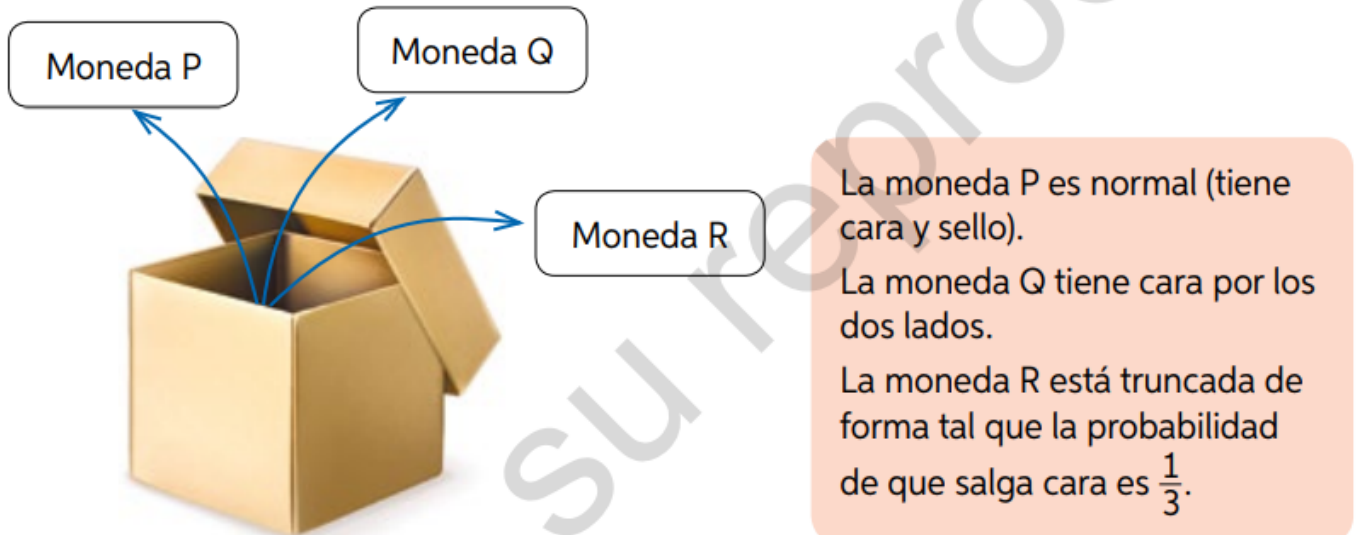 Moneda P
Moneda Q
Moneda R
La moneda P es normal (tiene
cara y sello).
La moneda Q tiene cara por los
dos lados.
La moneda R está truncada de
forma tal que la probabilidad
de que salga cara es 1/3.
su repro